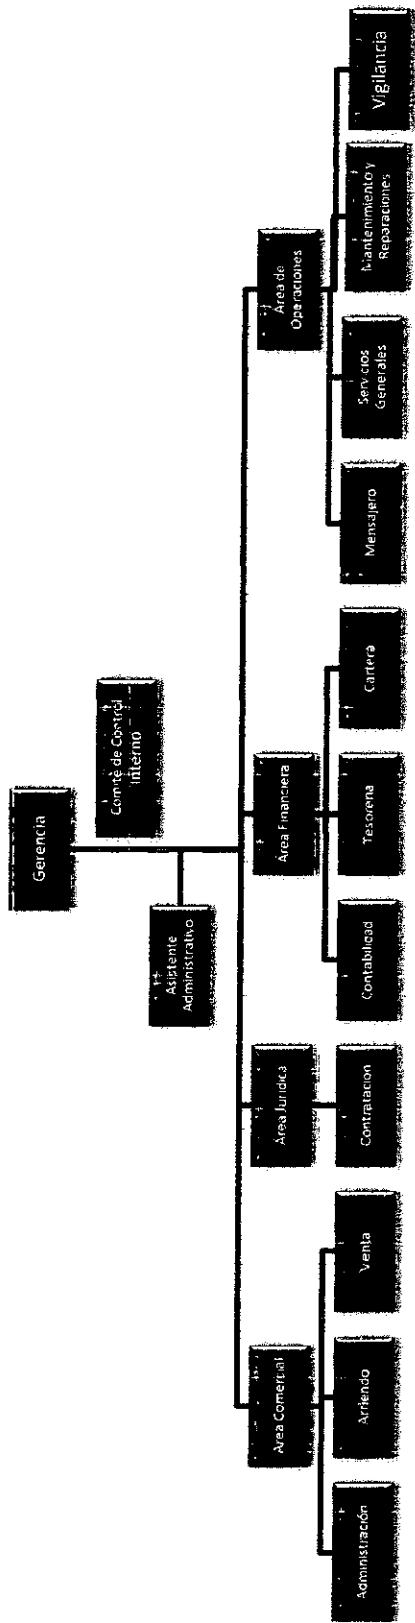 Gerencia
Comité de Control
Interno
Asistente
Administrativo
Área Comercial
Área Jurídica
Área Financiera
Área de
Operaciones
Administración
Arriendo
Venta
Contratacion
Contabilidad
Tesorería
Cartera
Mensajero
Servicios
Generales
Mantenimiento y
Reparaciones
Vigilancia